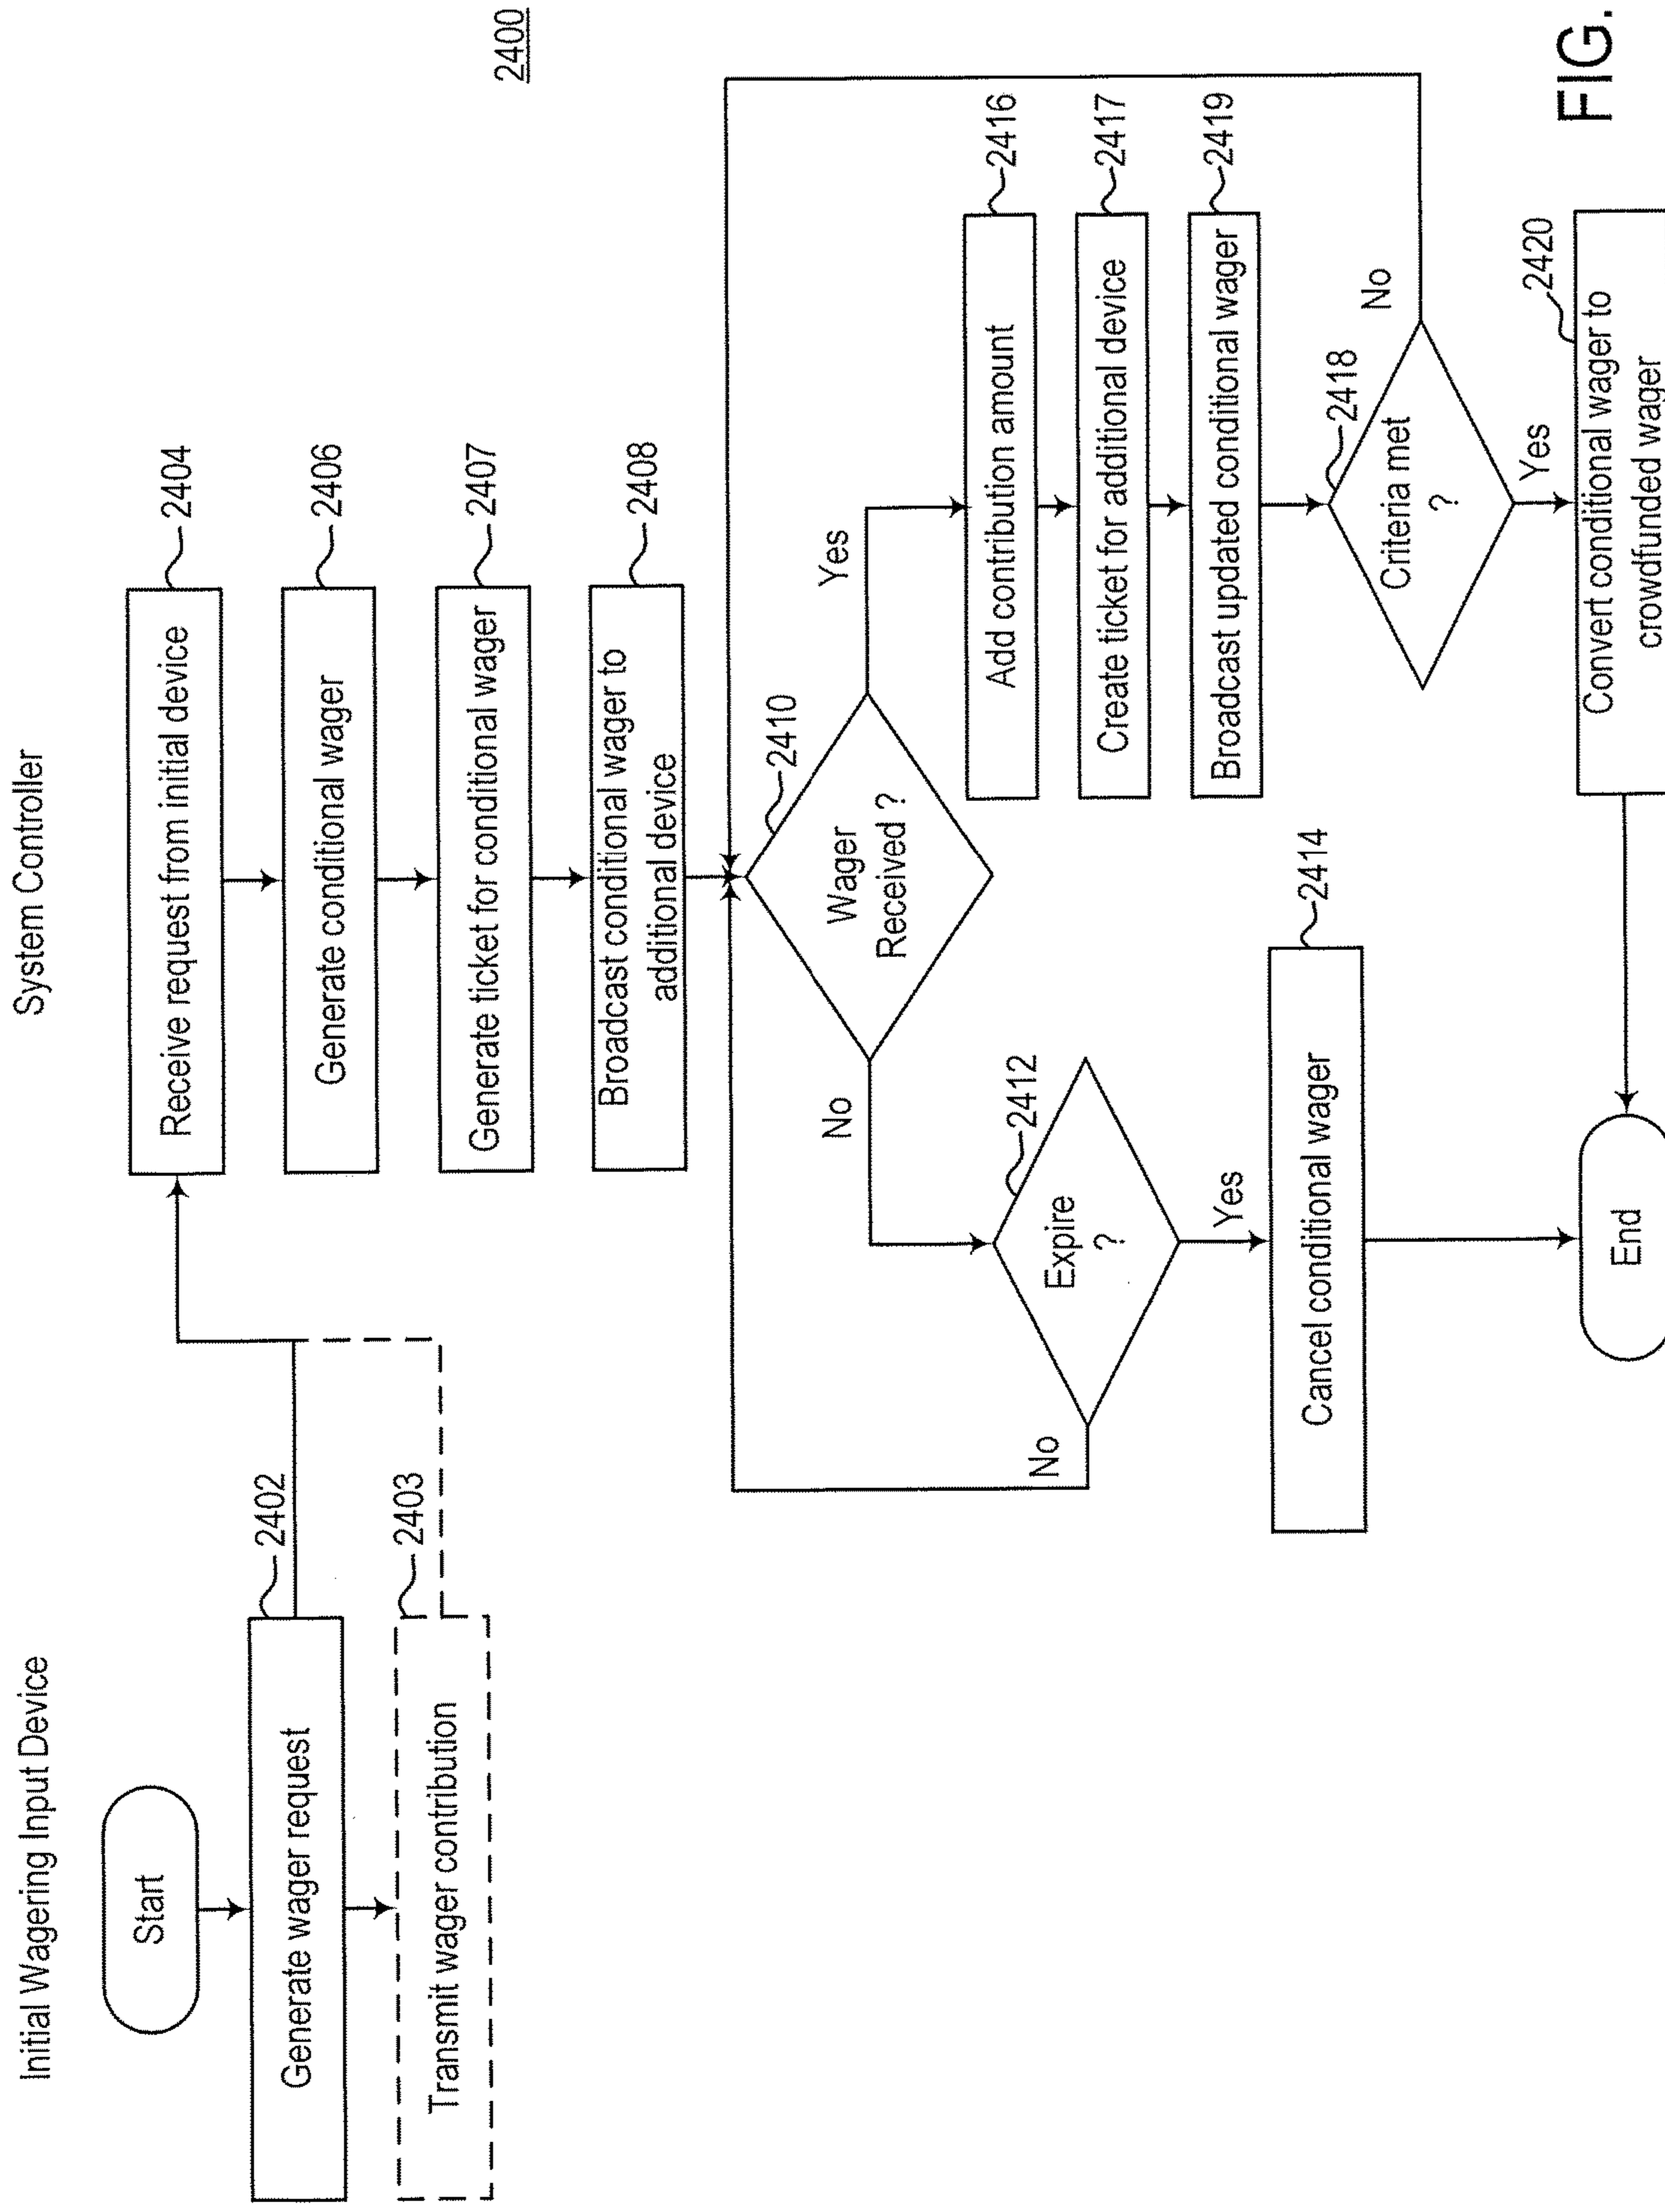 Initial Wagering Input Device
System Controller
2400
Start
Generate wager request
2402
Transmit wager contribution
2403
Receive request from initial device
2404
Generate conditional wager
2406
Generate ticket for conditional wager
2407
Broadcast conditional wager to
additional device
2408
Wager
Received ?
2410
No
Yes
Expire
?
2412
No
Yes
Cancel conditional wager
2414
Add contribution amount
2416
Create ticket for additional device
2417
Broadcast updated conditional wager
2419
Criteria met
?
2418
No
Yes
Convert conditional wager to
crowdfunded wager
2420
End
FIG.